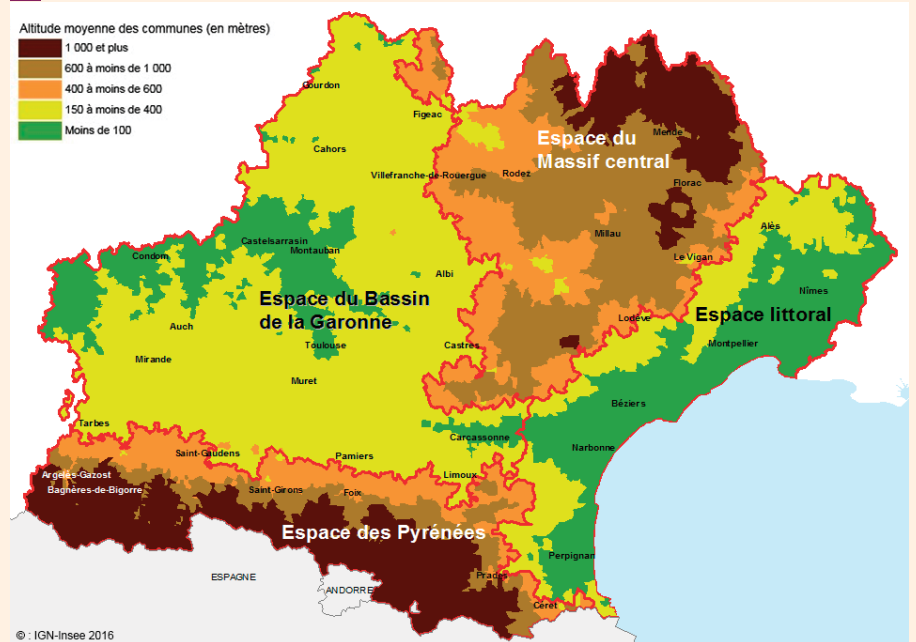 Altitude moyenne des communes (en mètres)
1 000 et plus
600 à moins de 1 000
400 à moins de 600
150 à moins de 400
Moins de 100
Gourdon
Figeac
Cahors
Villefranche-de-Rouergue
Rodez
Espace du
Massif central
Mende
Florac
Millau
Alès
Le Vigan
Condom
Castelsarrasin
Montauban
Albi
Nîmes
Espace du Bassin
de la Garonne
Espace littoral
Lodève
Auch
Toulouse
Castres
Montpellier
Mirande
Muret
Béziers
Tarbes
Carcassonne
Narbonne
Saint-Gaudens
Pamiers
Limoux
Argelès-Gazost
Bagnères-de-Bigorre
Saint-Girons
Foix
Espace des Pyrénées
Perpignan
ESPAGNE
ANDORRE
Prades
Céret
© : IGN-Insee 2016